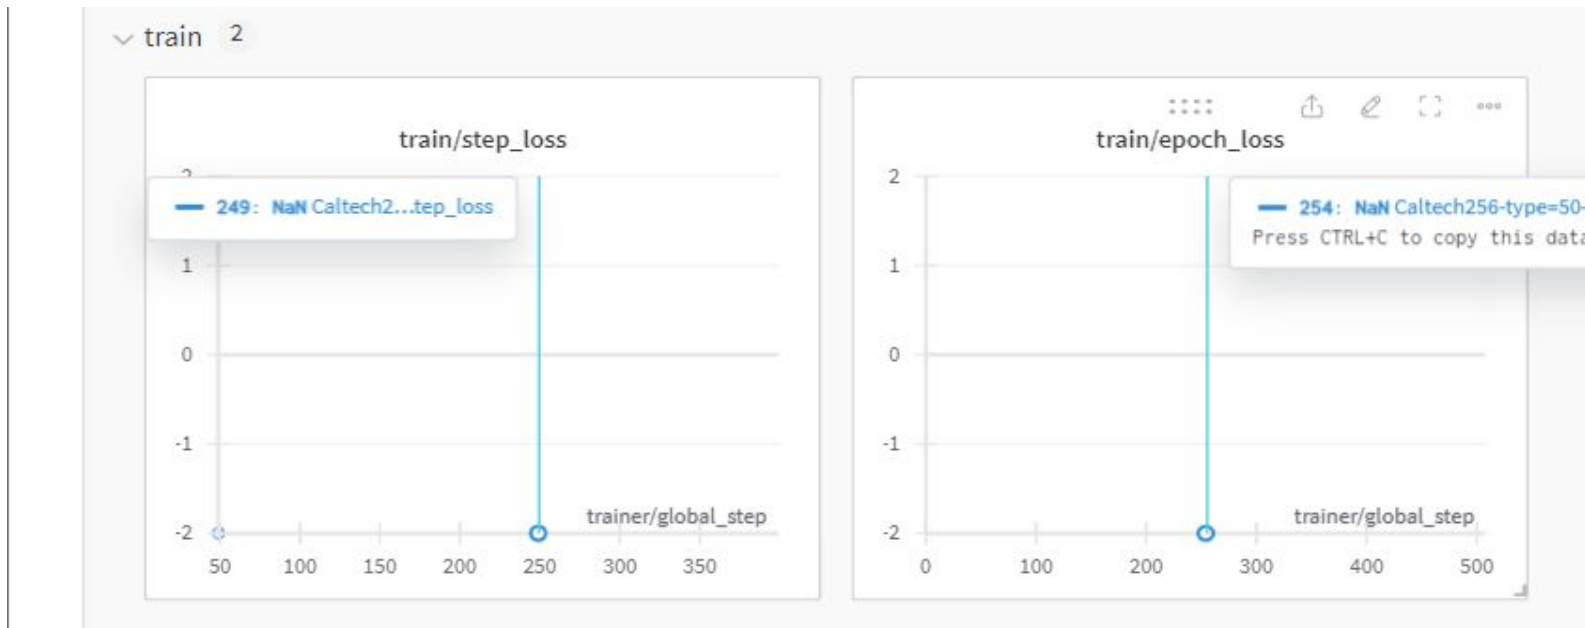 train 2
train/step_loss
2
249: NaN Caltech2...tep_loss
1
0
-1
-2
trainer/global_step
50 100 150 200 250 300 350
train/epoch_loss
2
254: NaN Caltech256-type=50-
Press CTRL+C to copy this data
1
0
-1
-2
trainer/global_step
0 100 200 300 400 500